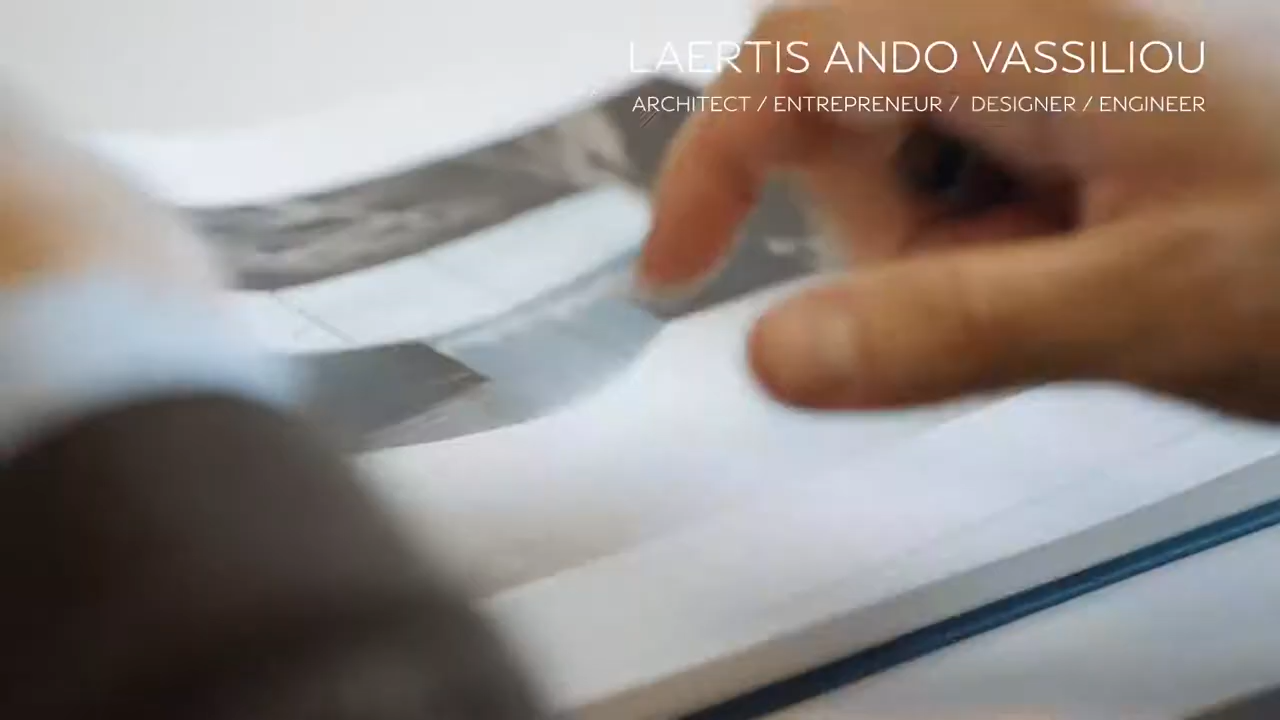 LAERTIS ANDO VASSILIOU
ARCHITECT / ENTREPRENEUR / DESIGNER / ENGINEER